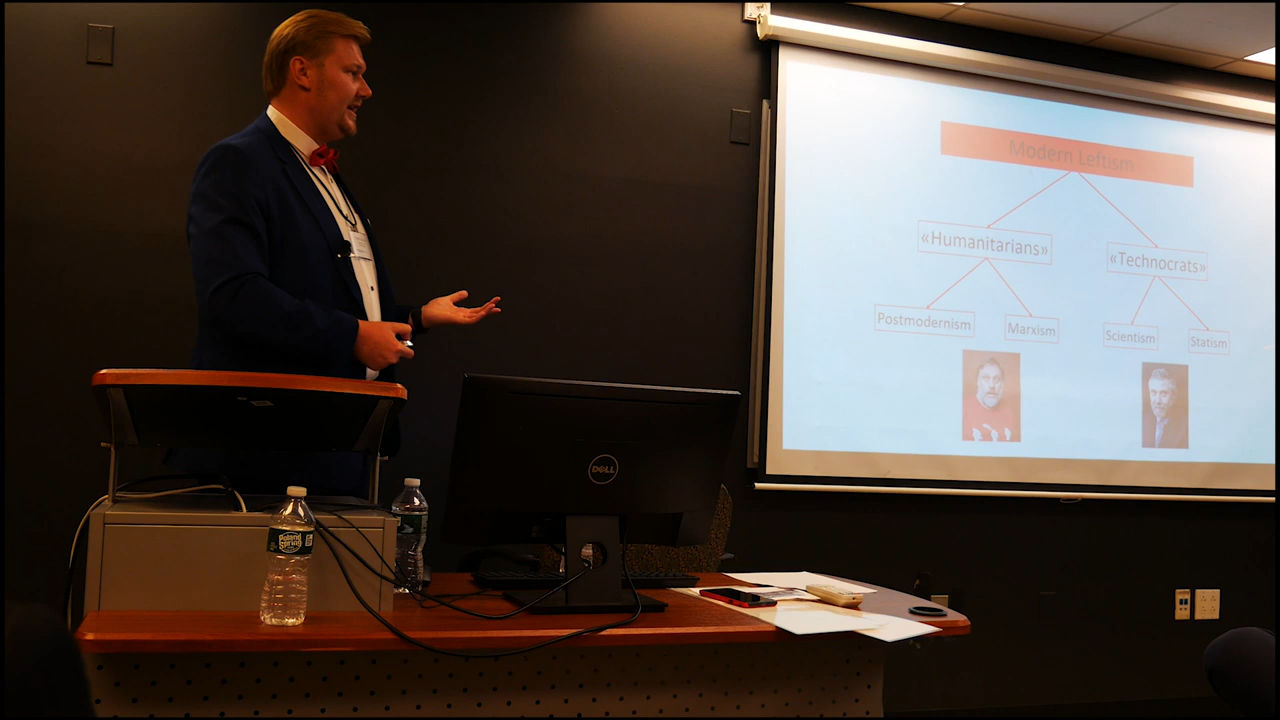 Modern Leftism
«Humanitarians»
«Technocrats»
Postmodernism
Marxism
Scientism
Statism
DELL
Poland
Spring